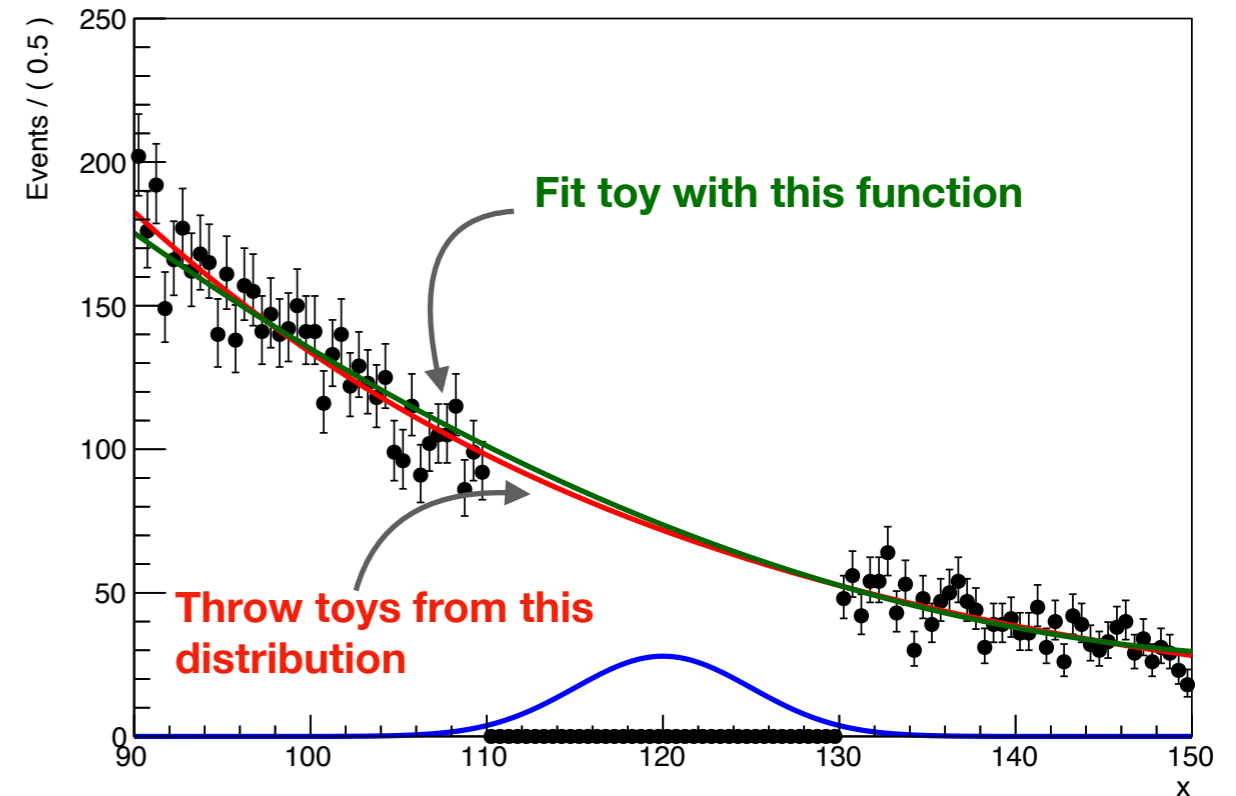 Events / ( 0.5 )
250
200
150
100
50
0
Fit toy with this function
Throw toys from this
distribution
90 100 110 120 130 140 150
x